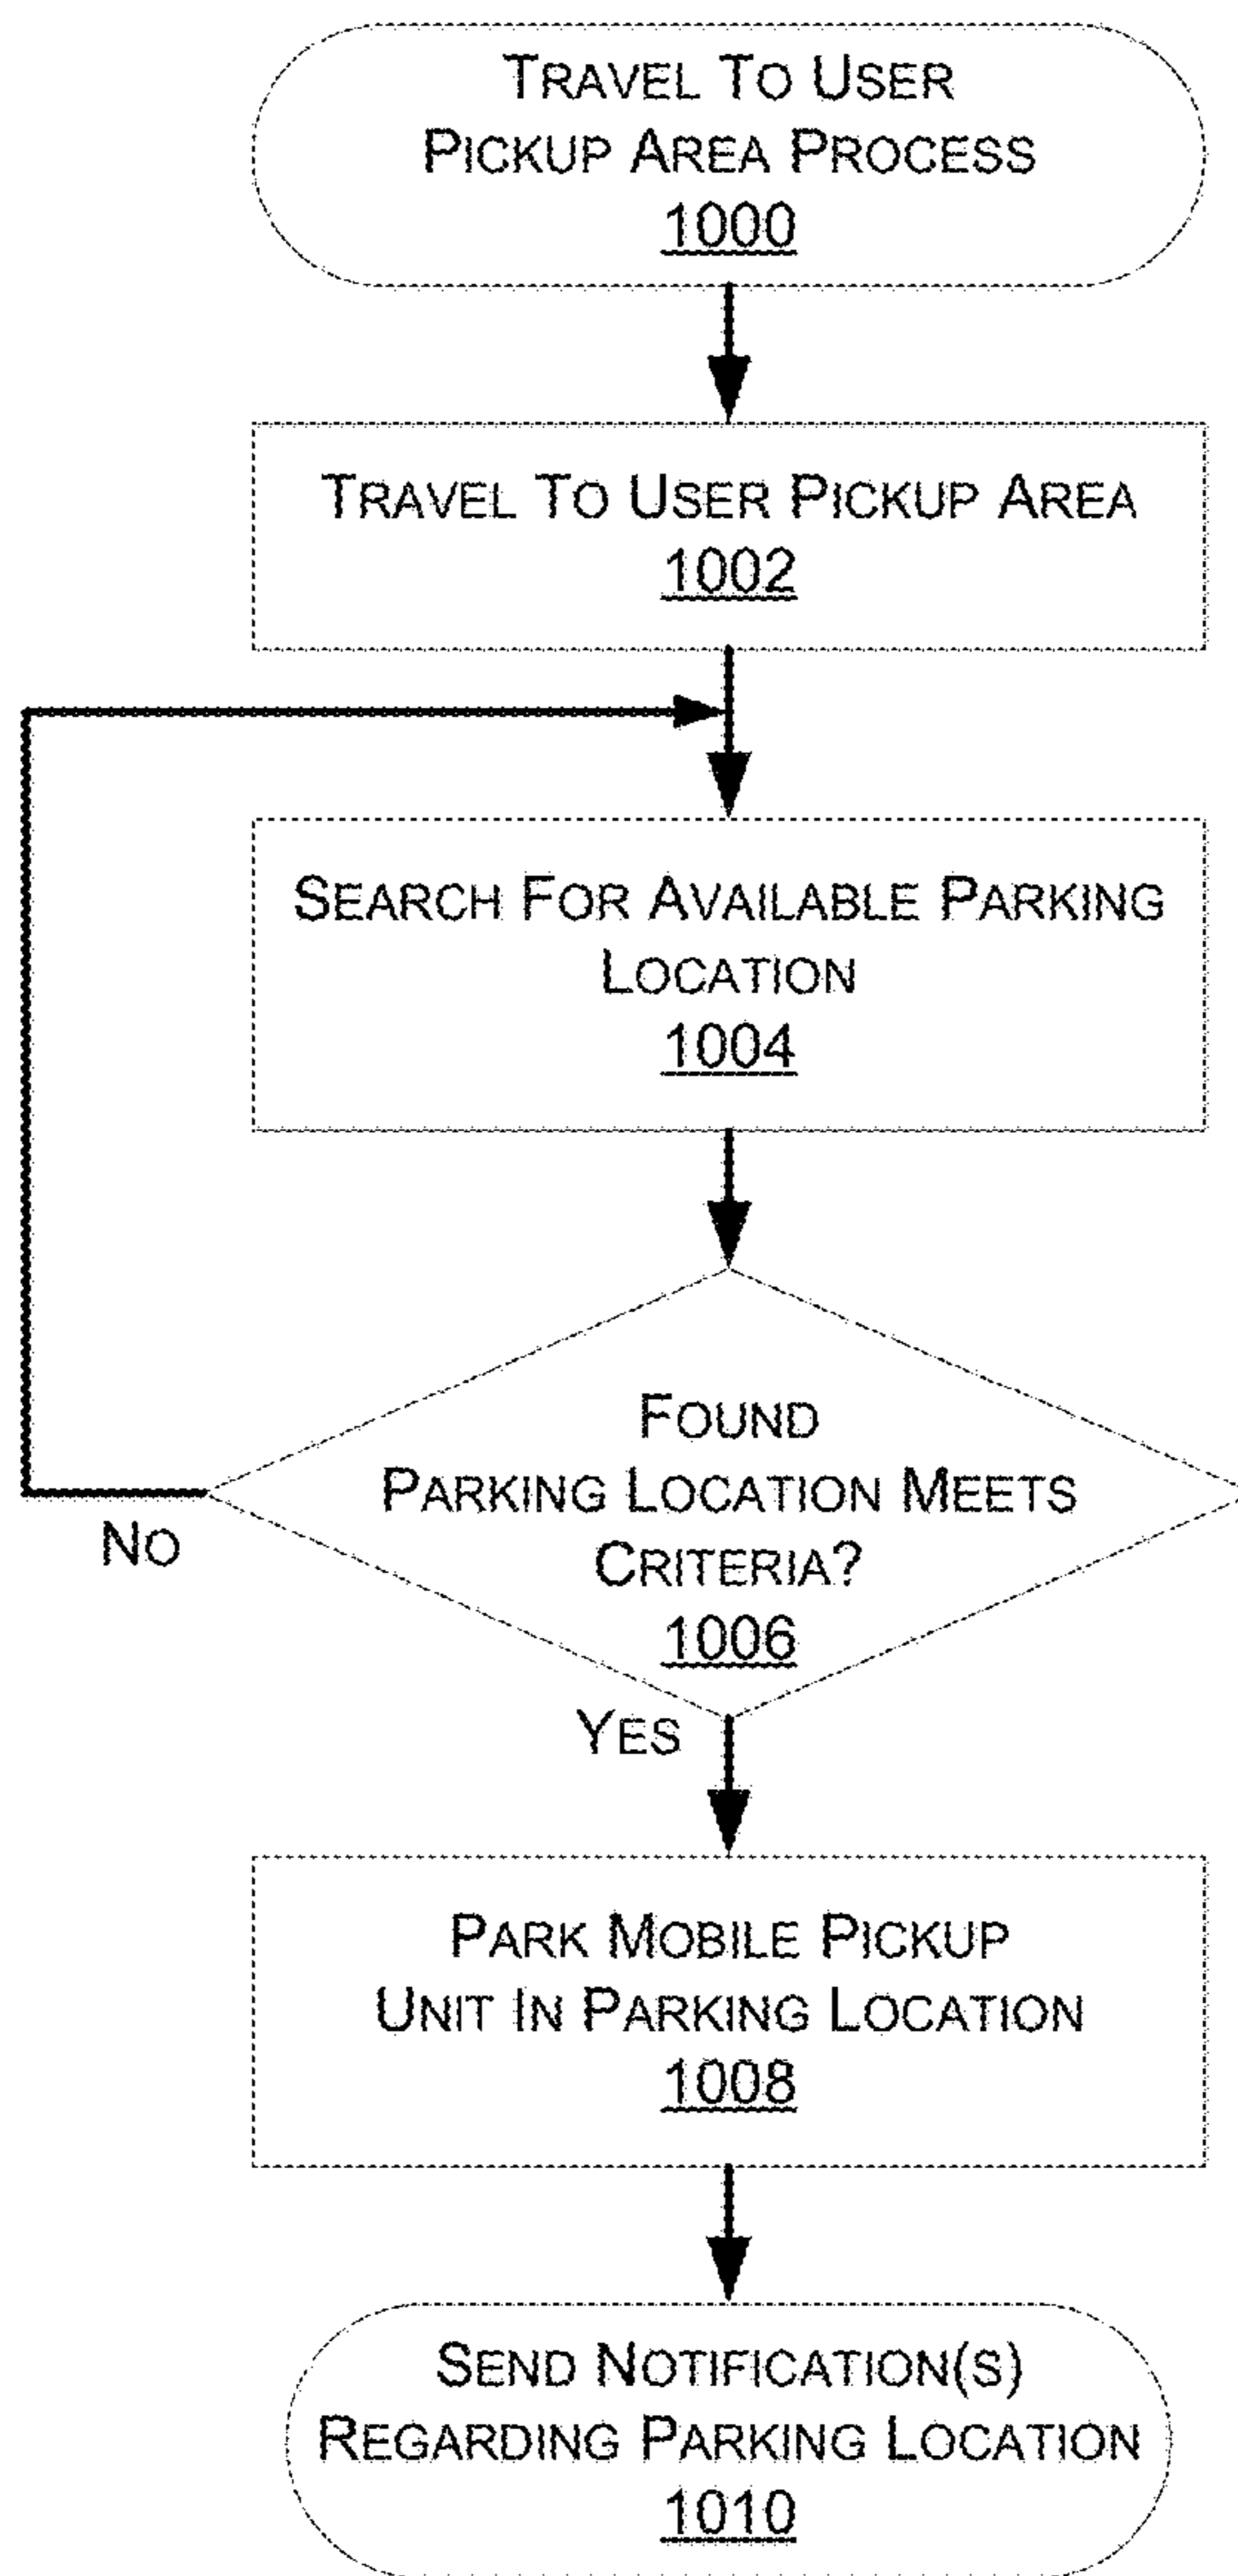 TRAVEL TO USER
PICKUP AREA PROCESS
1000
TRAVEL TO USER PICKUP AREA
1002
SEARCH FOR AVAILABLE PARKING
LOCATION
1004
FOUND
PARKING LOCATION MEETS
CRITERIA?
1006
NO
YES
PARK MOBILE PICKUP
UNIT IN PARKING LOCATION
1008
SEND NOTIFICATION(S)
REGARDING PARKING LOCATION
1010